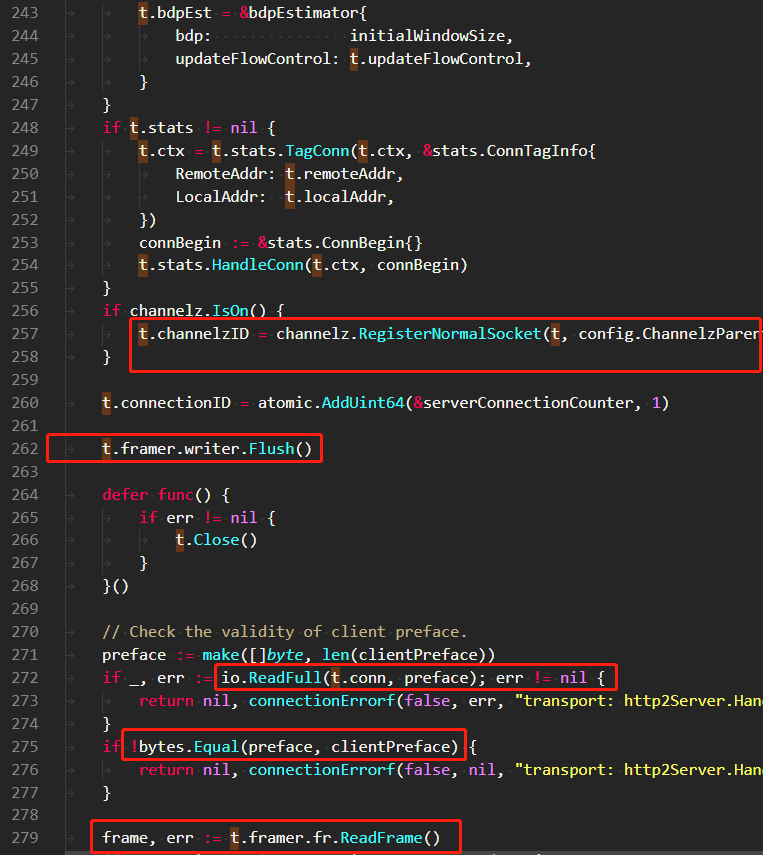 243 t.bdpEst = &bdpEstimator{
244 bdp: initialWindowSize,
245 updateFlowControl: t.updateFlowControl,
246 }
247 }
248 if t.stats != nil {
249 t.ctx = t.stats.TagConn(t.ctx, &stats.ConnTagInfo{
250 RemoteAddr: t.remoteAddr,
251 LocalAddr: t.localAddr,
252 })
253 connBegin := &stats.ConnBegin{}
254 t.stats.HandleConn(t.ctx, connBegin)
255 }
256 if channelz.IsOn() {
257 t.channelzID = channelz.RegisterNormalSocket(t, config.ChannelzParen
258 }
259
260 t.connectionID = atomic.AddUint64(&serverConnectionCounter, 1)
261
262 t.framer.writer.Flush()
263
264 defer func() {
265 if err != nil {
266 t.Close()
267 }
268 }()
269
270 // Check the validity of client preface.
271 preface := make([]byte, len(clientPreface))
272 if _, err := io.ReadFull(t.conn, preface); err != nil {
273 return nil, connectionErrorf(false, err, "transport: http2Server.Han
274 }
275 if !bytes.Equal(preface, clientPreface) {
276 return nil, connectionErrorf(false, nil, "transport: http2Server.Han
277 }
278
279 frame, err := t.framer.fr.ReadFrame()